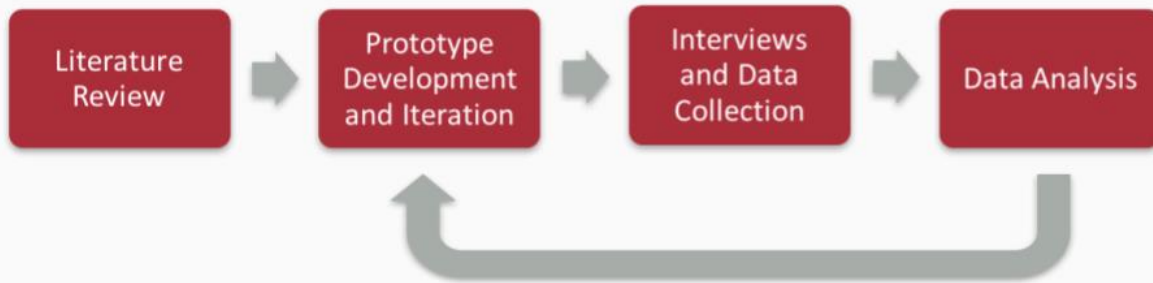 Literature
Review
Prototype
Development
and Iteration
Interviews
and Data
Collection
Data Analysis